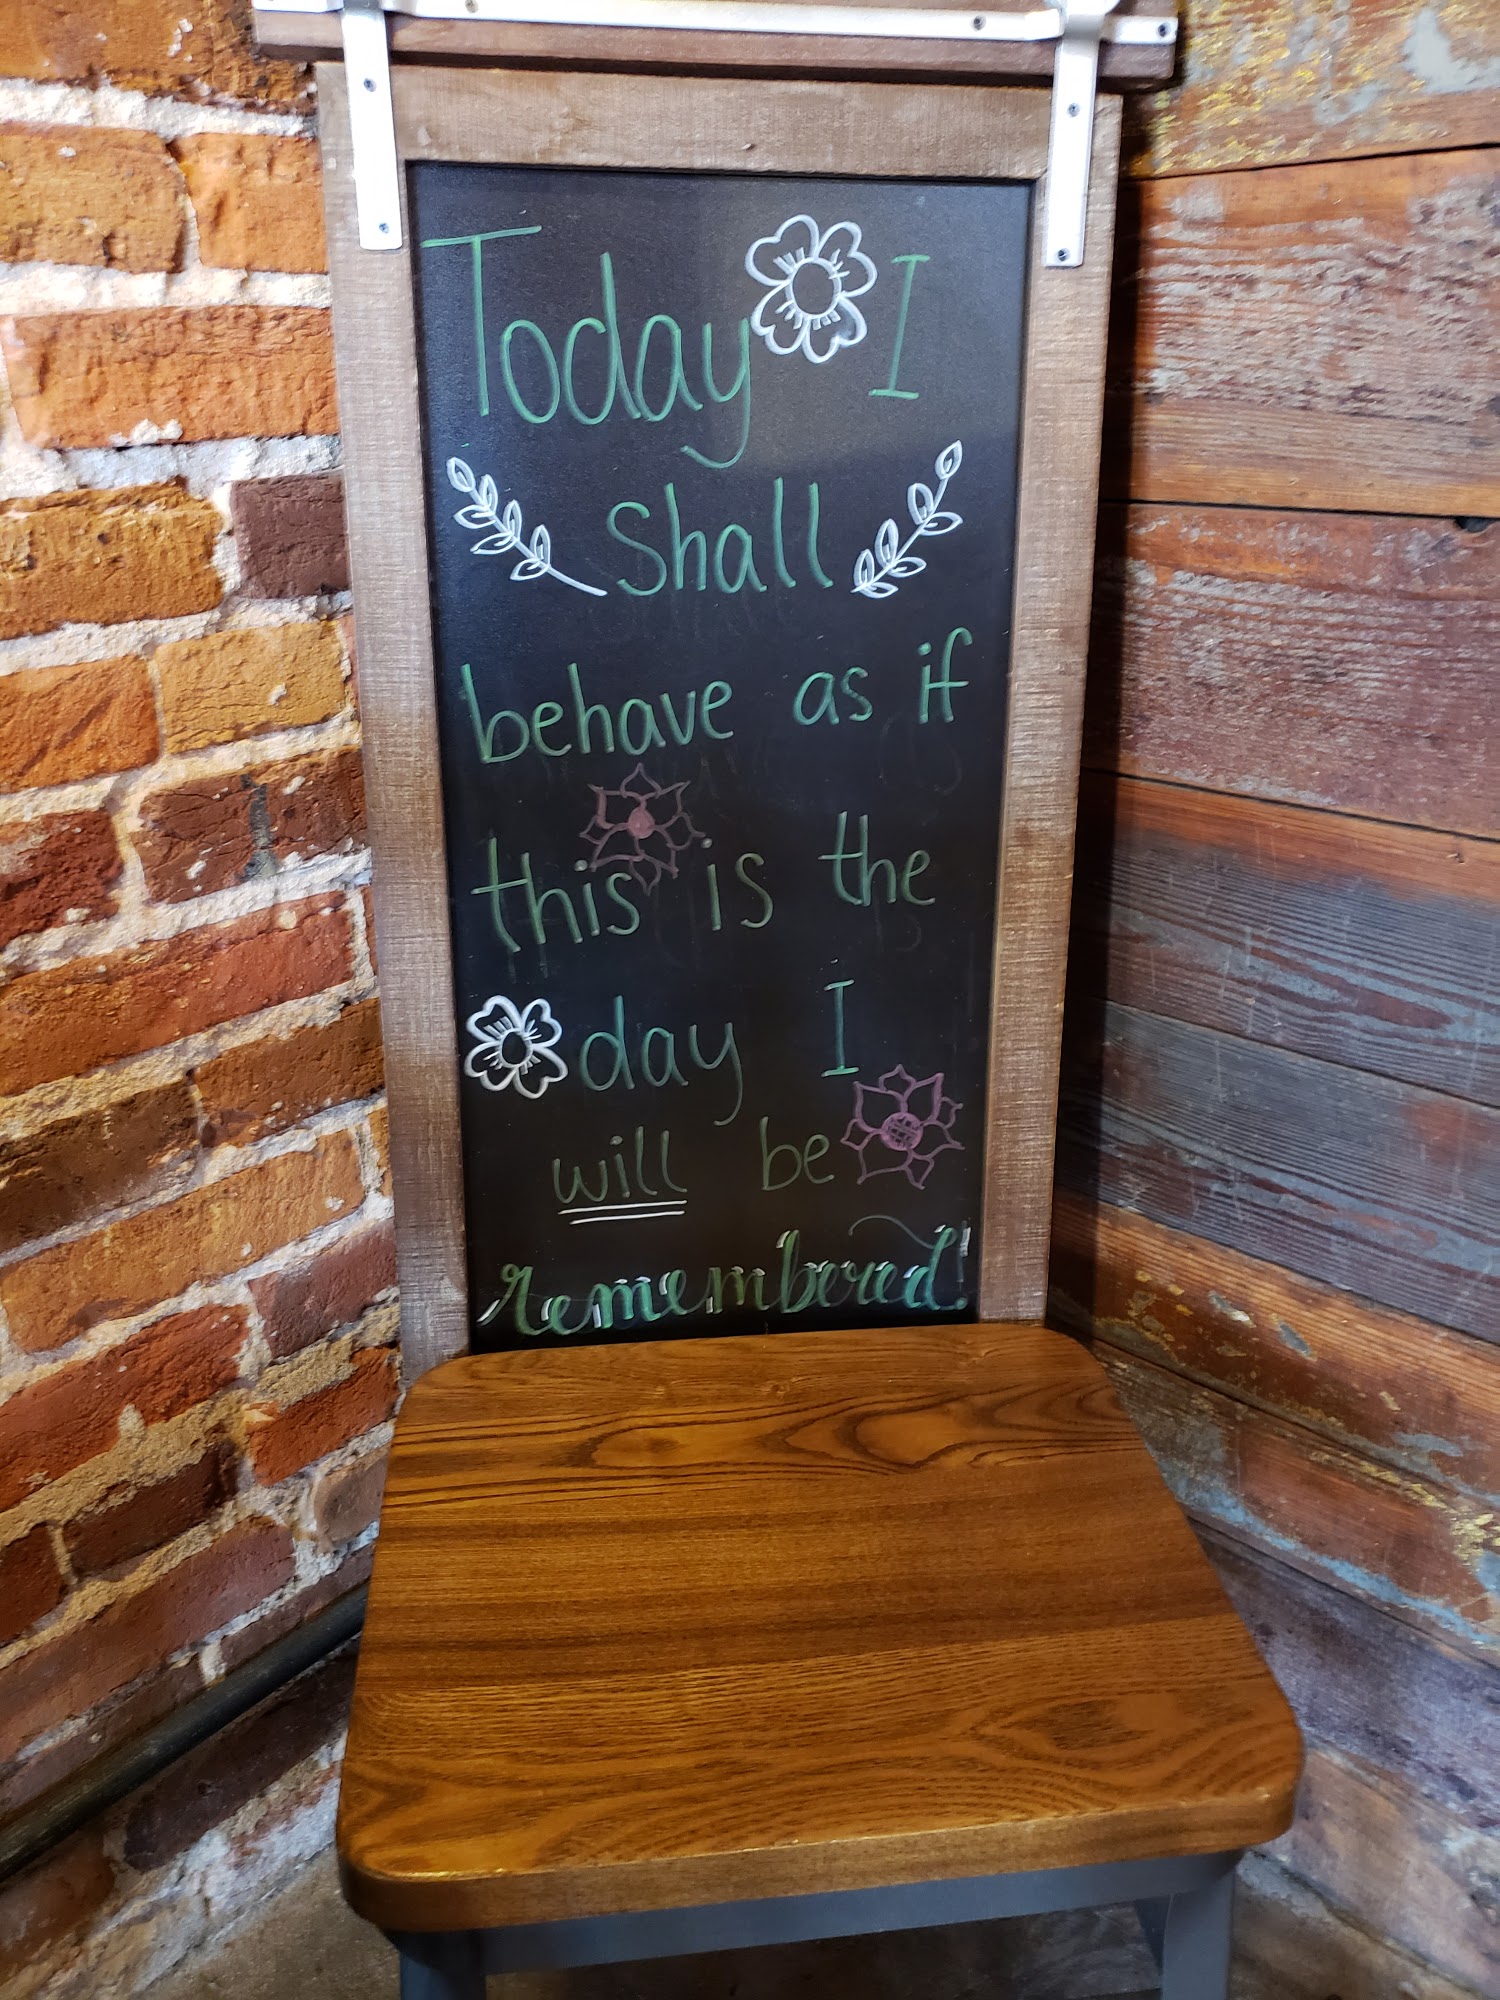 Today I
shall
behave as if
this is the
day I
will be
remembered!